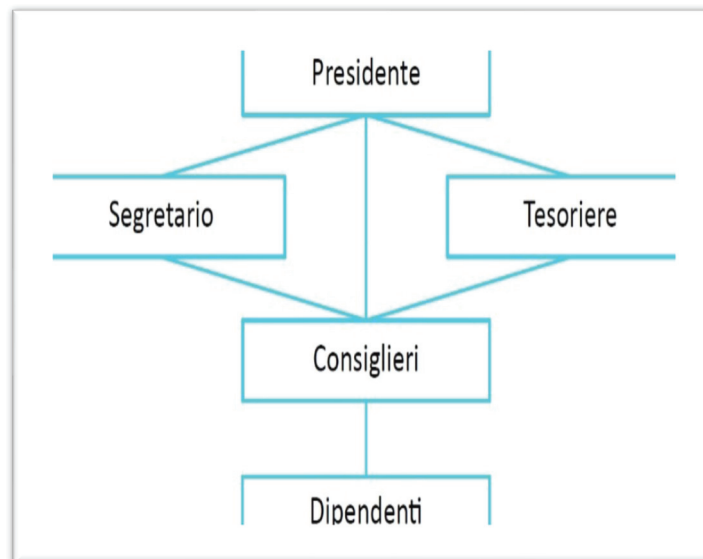 Presidente
Segretario
Tesoriere
Consiglieri
Dipendenti